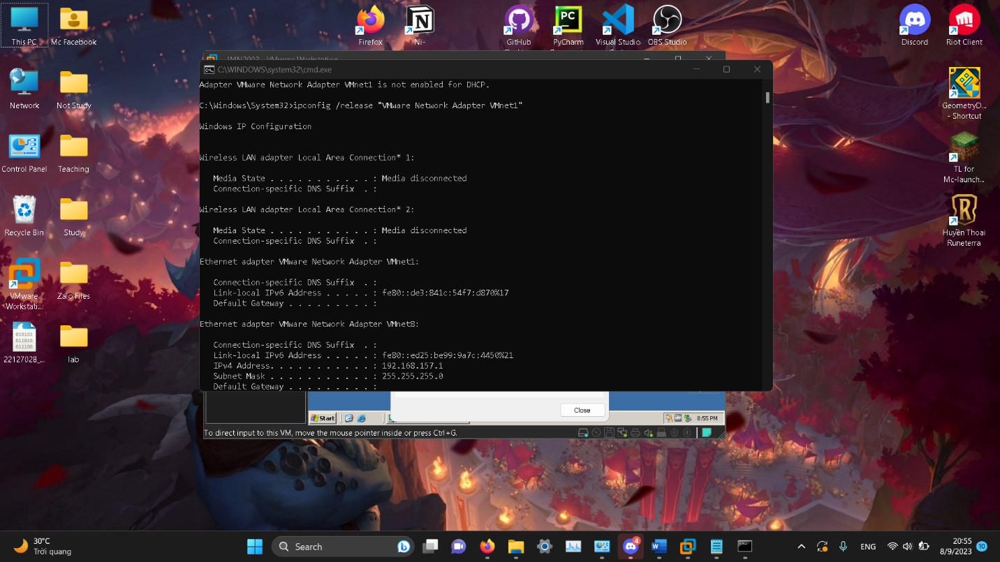 This PC
Mc Facebook
Firefox
Ni-
GitHub
PyCharm
Visual Studio
OBS Studio
Discord
Riot Client
Network
Not Study
GeometryD...
- Shortcut
Control Panel
Teaching
TL for
Mc-launch...
Recycle Bin
Study
Huyền Thoại
Runeterra
VMware
Workstati...
Zalo Files
22127028_...
lab
C:\WINDOWS\system32\cmd.exe
Adapter VMware Network Adapter VMnet1 is not enabled for DHCP.
C:\Windows\System32>ipconfig /release "VMware Network Adapter VMnet1"
Windows IP Configuration
Wireless LAN adapter Local Area Connection* 1:
Media State . . . . . . . . . . . : Media disconnected
Connection-specific DNS Suffix  . :
Wireless LAN adapter Local Area Connection* 2:
Media State . . . . . . . . . . . : Media disconnected
Connection-specific DNS Suffix  . :
Ethernet adapter VMware Network Adapter VMnet1:
Connection-specific DNS Suffix  . :
Link-local IPv6 Address . . . . . : fe80::de3:841c:54f7:d870%17
Default Gateway . . . . . . . . . :
Ethernet adapter VMware Network Adapter VMnet8:
Connection-specific DNS Suffix  . :
Link-local IPv6 Address . . . . . : fe80::ed25:be99:9a7c:4450%21
IPv4 Address. . . . . . . . . . . : 192.168.157.1
Subnet Mask . . . . . . . . . . . : 255.255.255.0
Default Gateway . . . . . . . . . :
Close
Start
8:55 PM
To direct input to this VM, move the mouse pointer inside or press Ctrl+G.
30°C
Trời quang
Search
4
ENG
20:55
8/9/2023
10